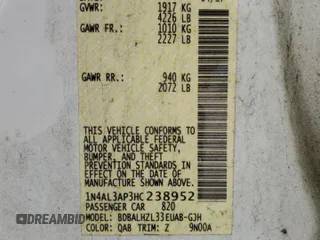 GVWR: 1917 KG
4226 LB
GAWR FR.: 1010 KG
2227 LB
GAWR RR.: 940 KG
2072 LB
THIS VEHICLE CONFORMS TO
ALL APPLICABLE FEDERAL
MOTOR VEHICLE SAFETY,
BUMPER, AND THEFT
PREVENTION STANDARDS IN
EFFECT ON THE DATE OF
MANUFACTURE SHOWN ABOVE.
1N4AL3AP3HC238952
PASSENGER CAR 820
MODEL: BDBALHZL33EUAB-GJH
COLOR: QAB TRIM: Z 9N00A
DREAMBID